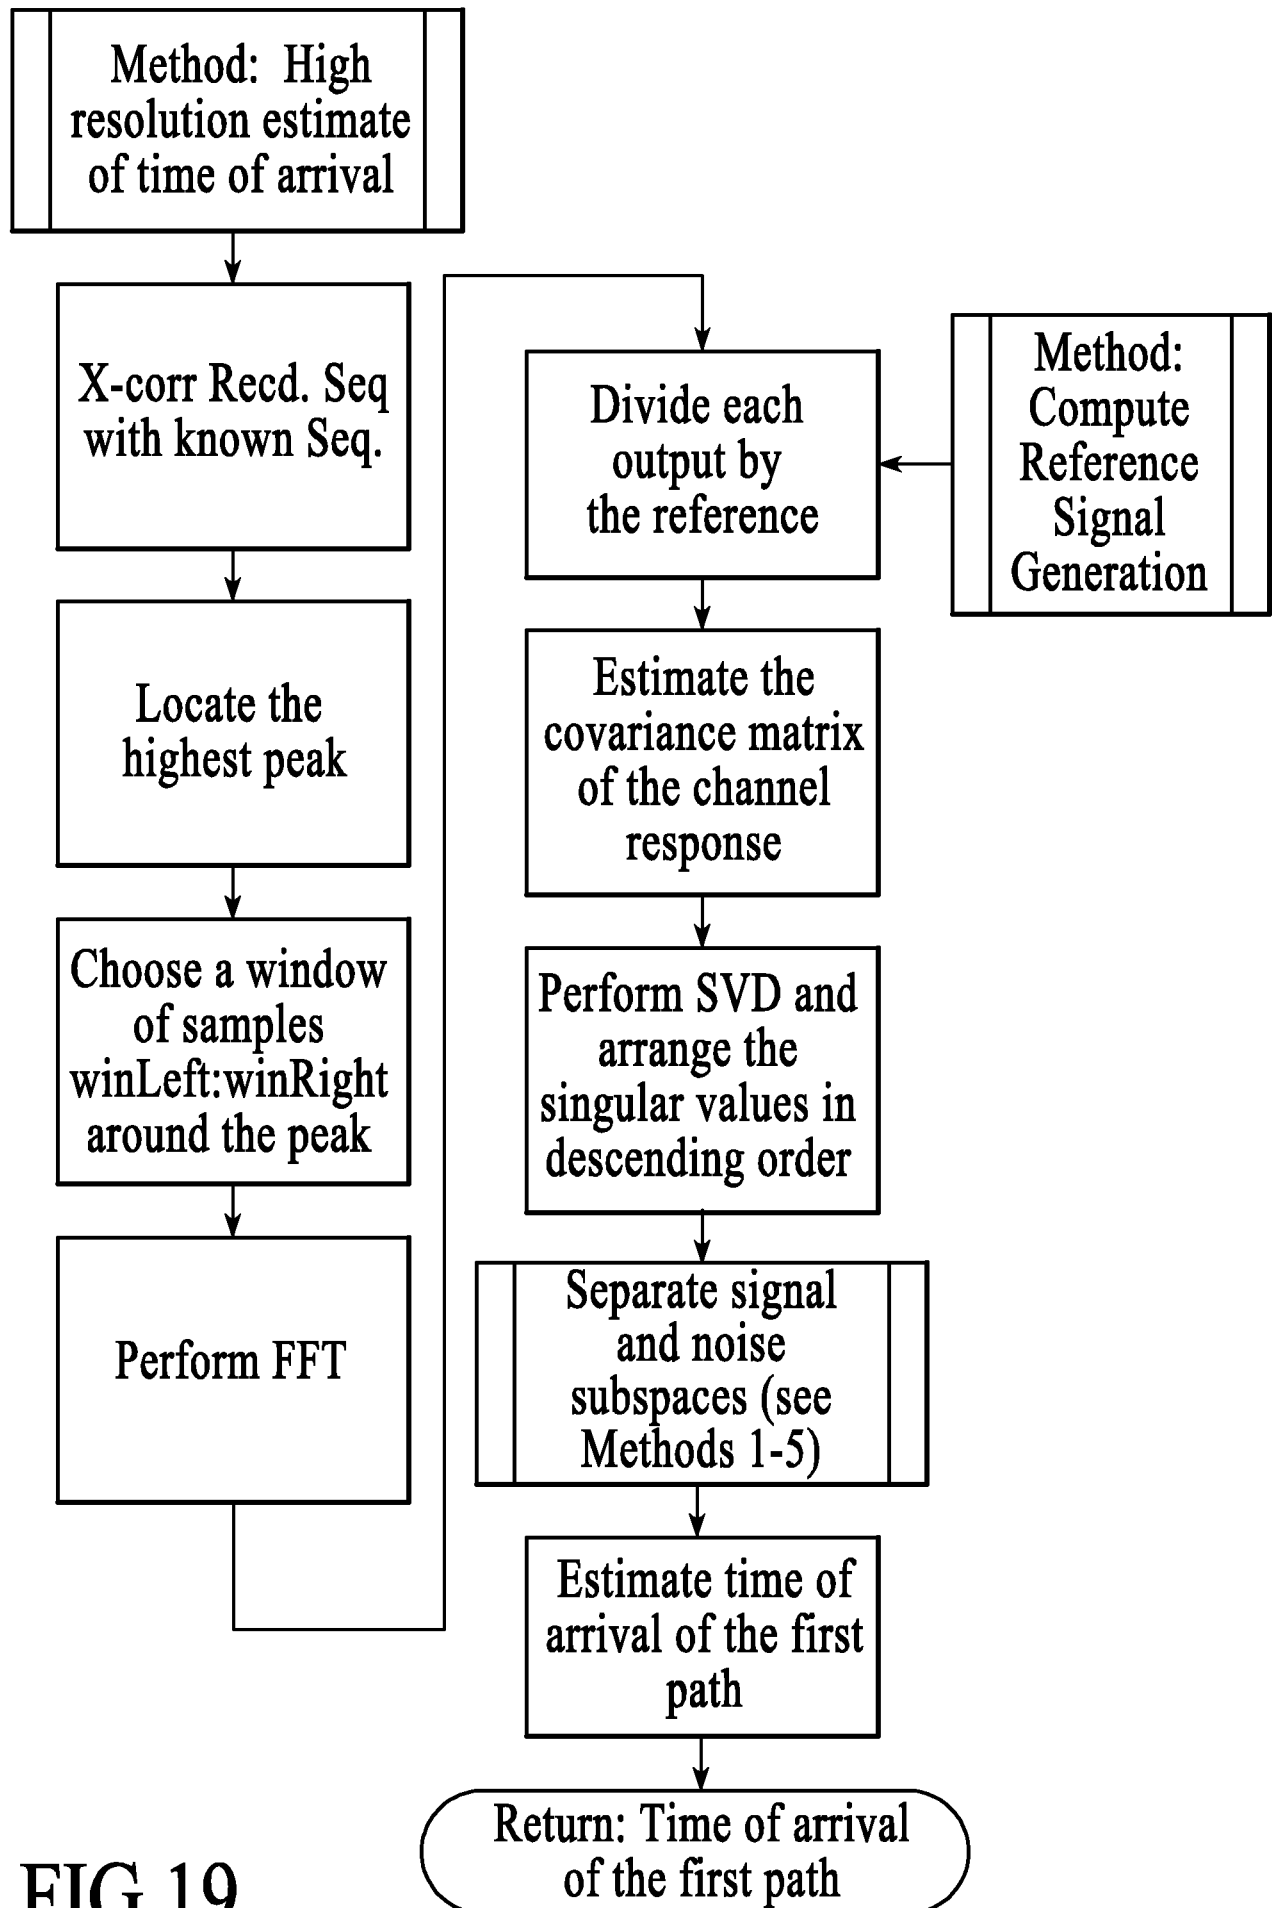 Method: High
resolution estimate
of time of arrival
X-corr Recd. Seq
with known Seq.
Locate the
highest peak
Choose a window
of samples
winLeft:winRight
around the peak
Perform FFT
Divide each
output by
the reference
Method:
Compute
Reference
Signal
Generation
Estimate the
covariance matrix
of the channel
response
Perform SVD and
arrange the
singular values in
descending order
Separate signal
and noise
subspaces (see
Methods 1-5)
Estimate time of
arrival of the first
path
Return: Time of arrival
of the first path
FIG 19